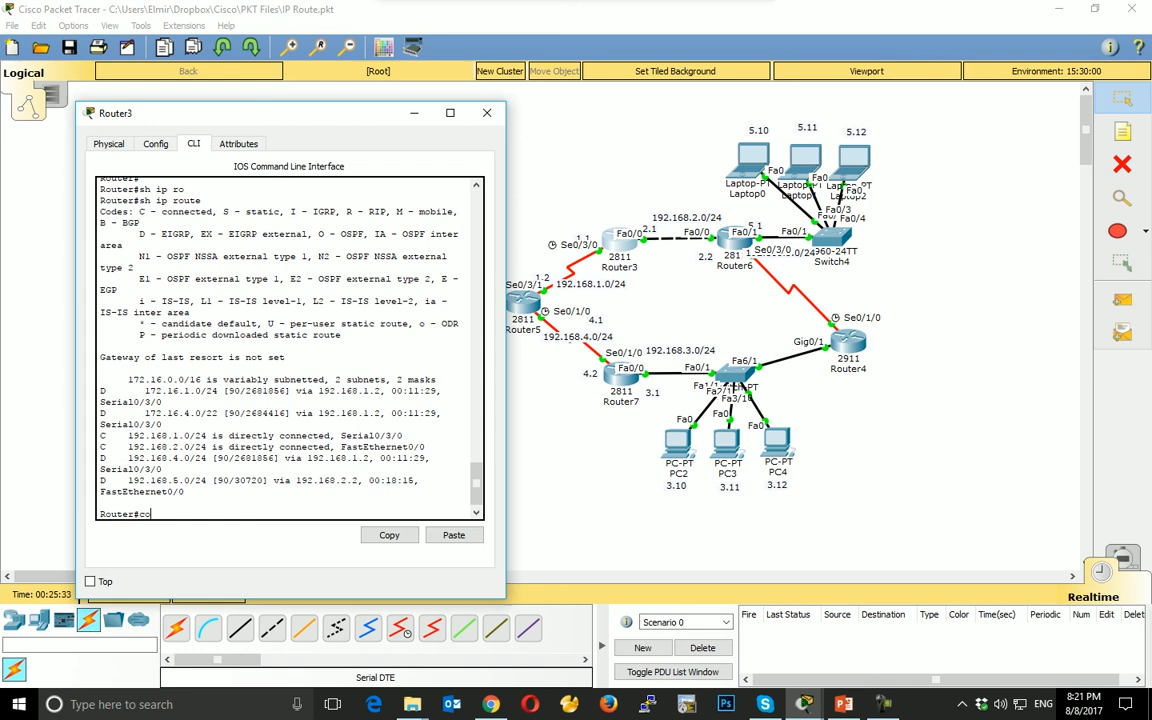 Cisco Packet Tracer - C:\Users\Elmir\Dropbox\Cisco\PKT Files\IP Route.pkt
File Edit Options View Tools Extensions Help
Logical
Back
[Root]
New Cluster
Move Object
Set Tiled Background
Viewport
Environment: 15:30:00
Router3
Physical Config CLI Attributes
IOS Command Line Interface
Router#
Router#sh ip ro
Router#sh ip route
Codes: C - connected, S - static, I - IGRP, R - RIP, M - mobile,
B - BGP
D - EIGRP, EX - EIGRP external, O - OSPF, IA - OSPF inter
area
N1 - OSPF NSSA external type 1, N2 - OSPF NSSA external
type 2
E1 - OSPF external type 1, E2 - OSPF external type 2, E -
EGP
i - IS-IS, L1 - IS-IS level-1, L2 - IS-IS level-2, ia -
IS-IS inter area
* - candidate default, U - per-user static route, o - ODR
P - periodic downloaded static route
Gateway of last resort is not set
172.16.0.0/16 is variably subnetted, 2 subnets, 2 masks
D 172.16.1.0/24 [90/2681856] via 192.168.1.2, 00:11:29,
Serial0/3/0
D 172.16.4.0/22 [90/2684416] via 192.168.1.2, 00:11:29,
Serial0/3/0
C 192.168.1.0/24 is directly connected, Serial0/3/0
C 192.168.2.0/24 is directly connected, FastEthernet0/0
D 192.168.4.0/24 [90/2681856] via 192.168.1.2, 00:11:29,
Serial0/3/0
D 192.168.5.0/24 [90/30720] via 192.168.2.2, 00:18:15,
FastEthernet0/0
Router#co
Copy
Paste
Top
5.10
5.11
5.12
Fa0
Fa0
Fa0
Laptop-PT
Laptop0
Laptop-PT
Laptop-PT
Laptop2
Fa0/3
Fa0/4
192.168.2.0/24
1.1
Se0/3/0
Fa0/0
2.1
2811
Router3
Fa0/0
2.2
5.1
Fa0/1
Router6
Se0/3/0
Fa0/1
Switch4
1.2
Se0/3/1
192.168.1.0/24
2811
Router5
Se0/1/0
4.1
192.168.4.0/24
Se0/1/0
4.2
Fa0/0
2811
Router7
3.1
192.168.3.0/24
Fa0/1
Fa6/1
Gig0/1
Se0/1/0
2911
Router4
Fa0
Fa0
Fa0
PC-PT
PC2
3.10
PC-PT
PC3
3.11
PC-PT
PC4
3.12
Time: 00:25:33
Realtime
Serial DTE
Scenario 0
New
Delete
Toggle PDU List Window
Fire Last Status Source Destination Type Color Time(sec) Periodic Num Edit Delet
Type here to search
ENG
8:21 PM
8/8/2017